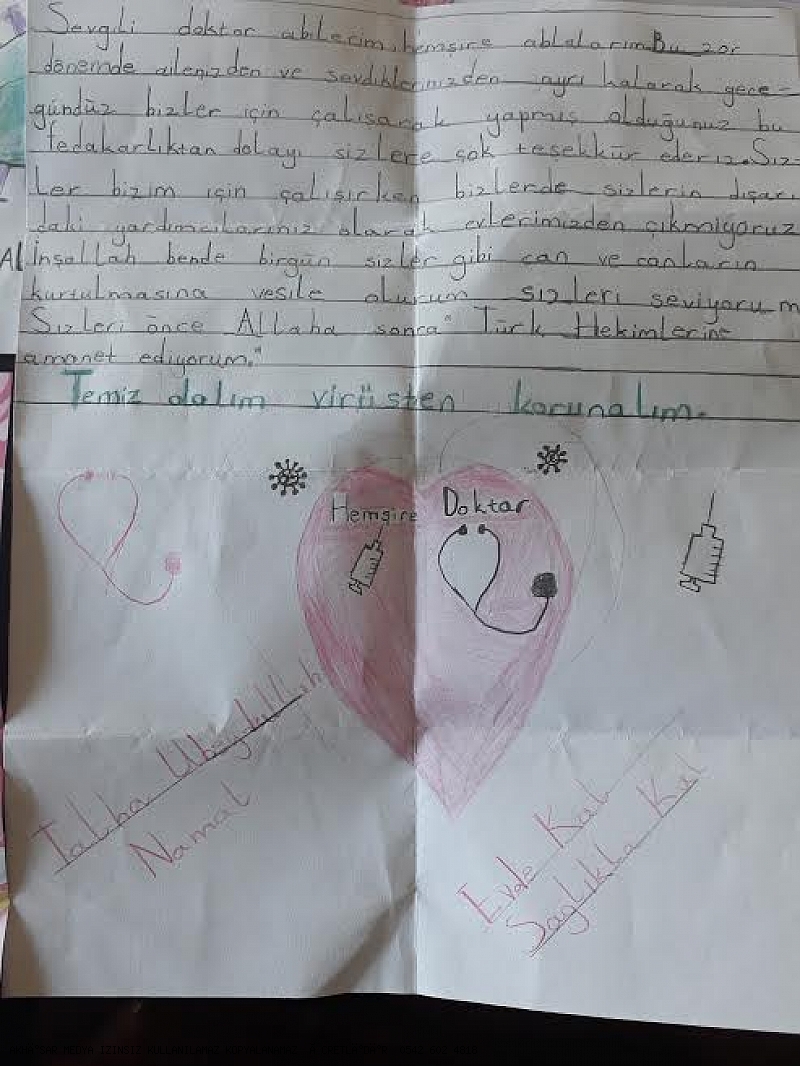 Sevgili doktor abilerim, hemşire ablalarım Bu zor
dönemde ailenizden ve sevdiklerinizden ayrı kalarak gece-
gündüz bizler için çalışarak yapmış olduğunuz bu
fedakarlıktan dolayı sizlere çok teşekkür ederiz. Siz-
ler bizim için çalışırken bizlerde sizlerin dışarı
daki yardımcılarınız olarak evlerimizden çıkmıyoruz
İnşallah bende birgün sizler gibi can ve canların
kurtulmasına vesile olurum sizleri seviyorum
Sizleri önce Allaha sonra "Türk Hekimlerine
amanet ediyorum."
Temiz dalım virüsten korunalım.
Hemşire Doktar
Talha Ubeydullah
Namal
Evde Kal
Sağlıkla Kal